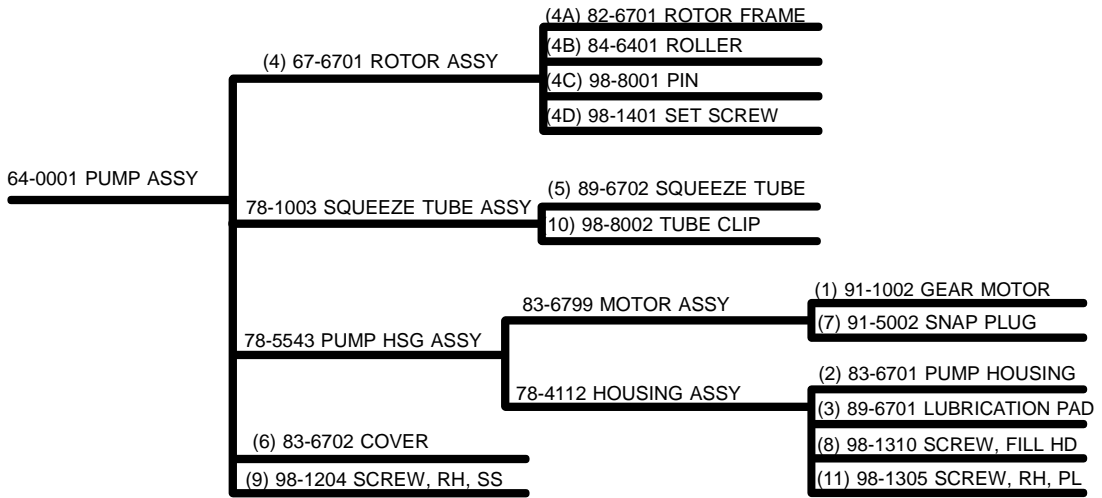 (4A) 82-6701 ROTOR FRAME
(4B) 84-6401 ROLLER
(4) 67-6701 ROTOR ASSY
(4C) 98-8001 PIN
(4D) 98-1401 SET SCREW
64-0001 PUMP ASSY
(5) 89-6702 SQUEEZE TUBE
78-1003 SQUEEZE TUBE ASSY
10) 98-8002 TUBE CLIP
(1) 91-1002 GEAR MOTOR
83-6799 MOTOR ASSY
(7) 91-5002 SNAP PLUG
78-5543 PUMP HSG ASSY
(2) 83-6701 PUMP HOUSING
78-4112 HOUSING ASSY
(3) 89-6701 LUBRICATION PAD
(6) 83-6702 COVER
(8) 98-1310 SCREW, FILL HD
(9) 98-1204 SCREW, RH, SS
(11) 98-1305 SCREW, RH, PL